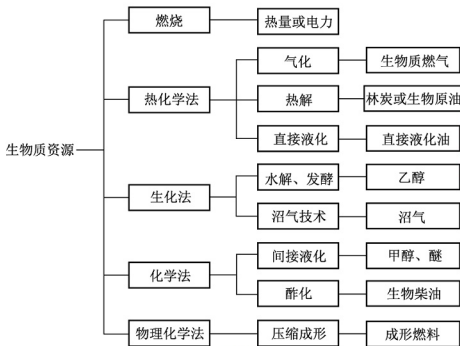 燃烧
热量或电力
气化
生物质燃气
热化学法
热解
林炭或生物原油
直接液化
直接液化油
生物质资源
水解、发酵
乙醇
生化法
沼气技术
沼气
间接液化
甲醇、醚
化学法
酯化
生物柴油
物理化学法
压缩成形
成形燃料